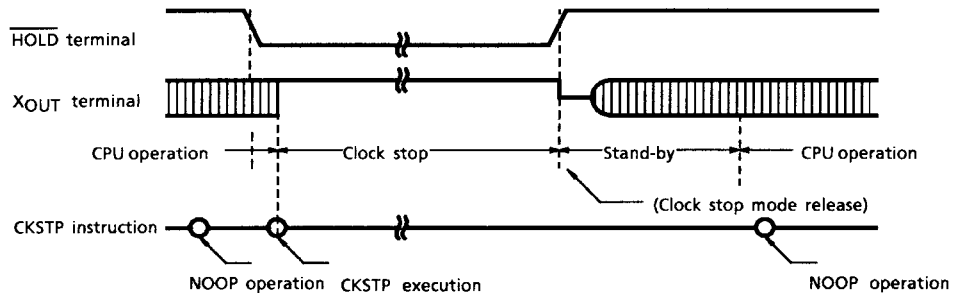 HOLD terminal
XOUT terminal
CPU operation
Clock stop
Stand-by
CPU operation
(Clock stop mode release)
CKSTP instruction
NOOP operation
CKSTP execution
NOOP operation